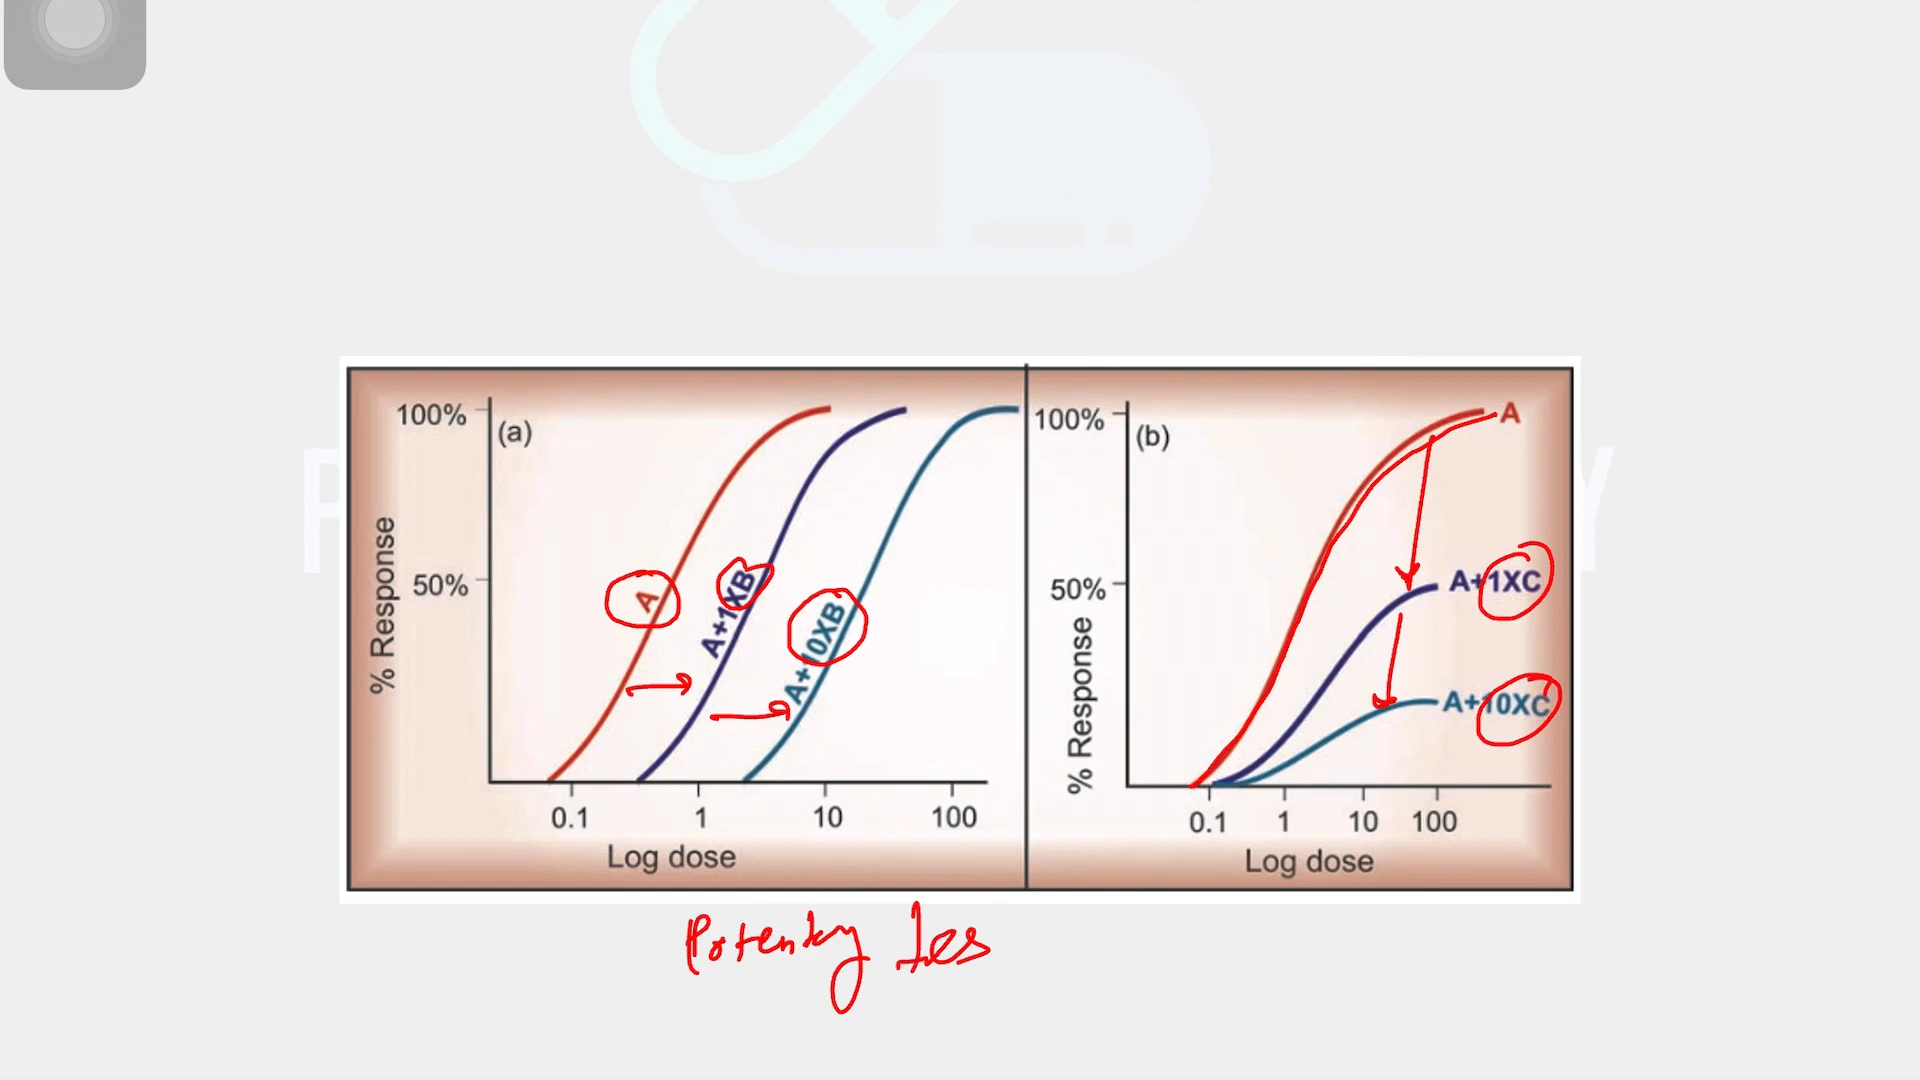 100%
(a)
50%
% Response
A
A+1XB
A+10XB
0.1 1 10 100
Log dose
100%
(b)
50%
% Response
A
A+1XC
A+10XC
0.1 1 10 100
Log dose
Potency